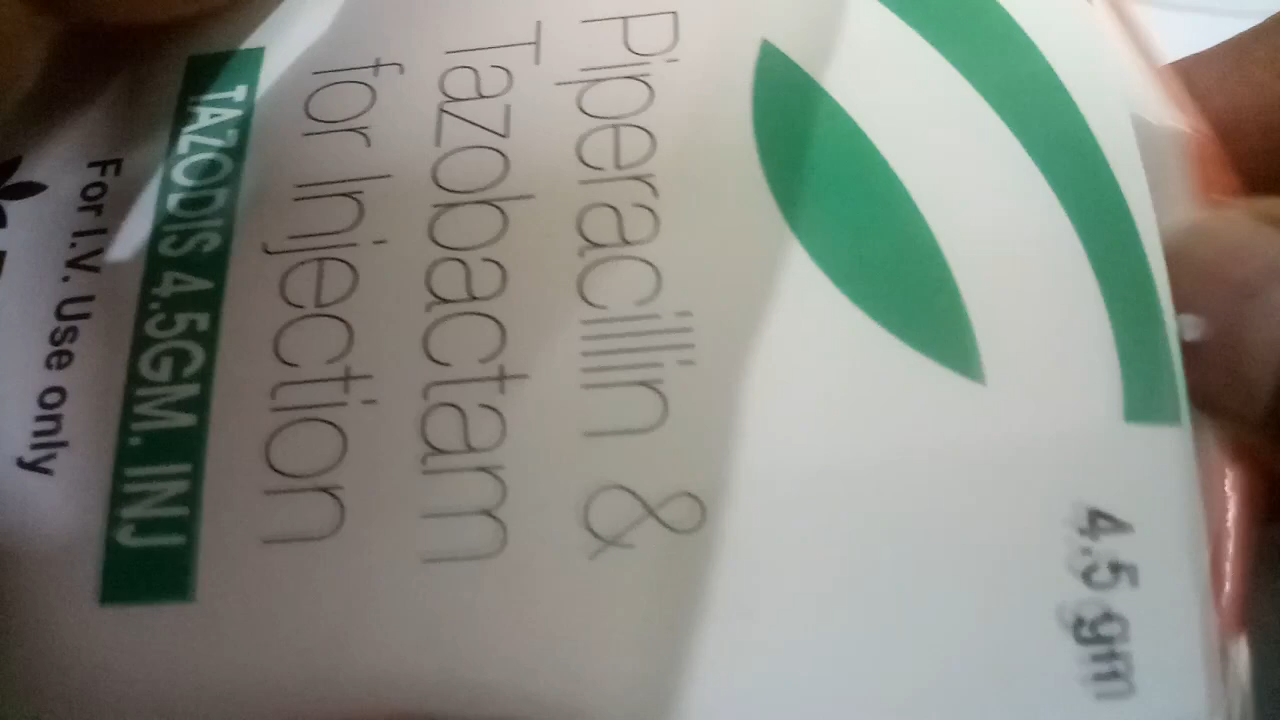 4.5 gm
Piperacillin &
Tazobactam
for Injection
TAZODIS 4.5GM. INJ
For I.V. Use only